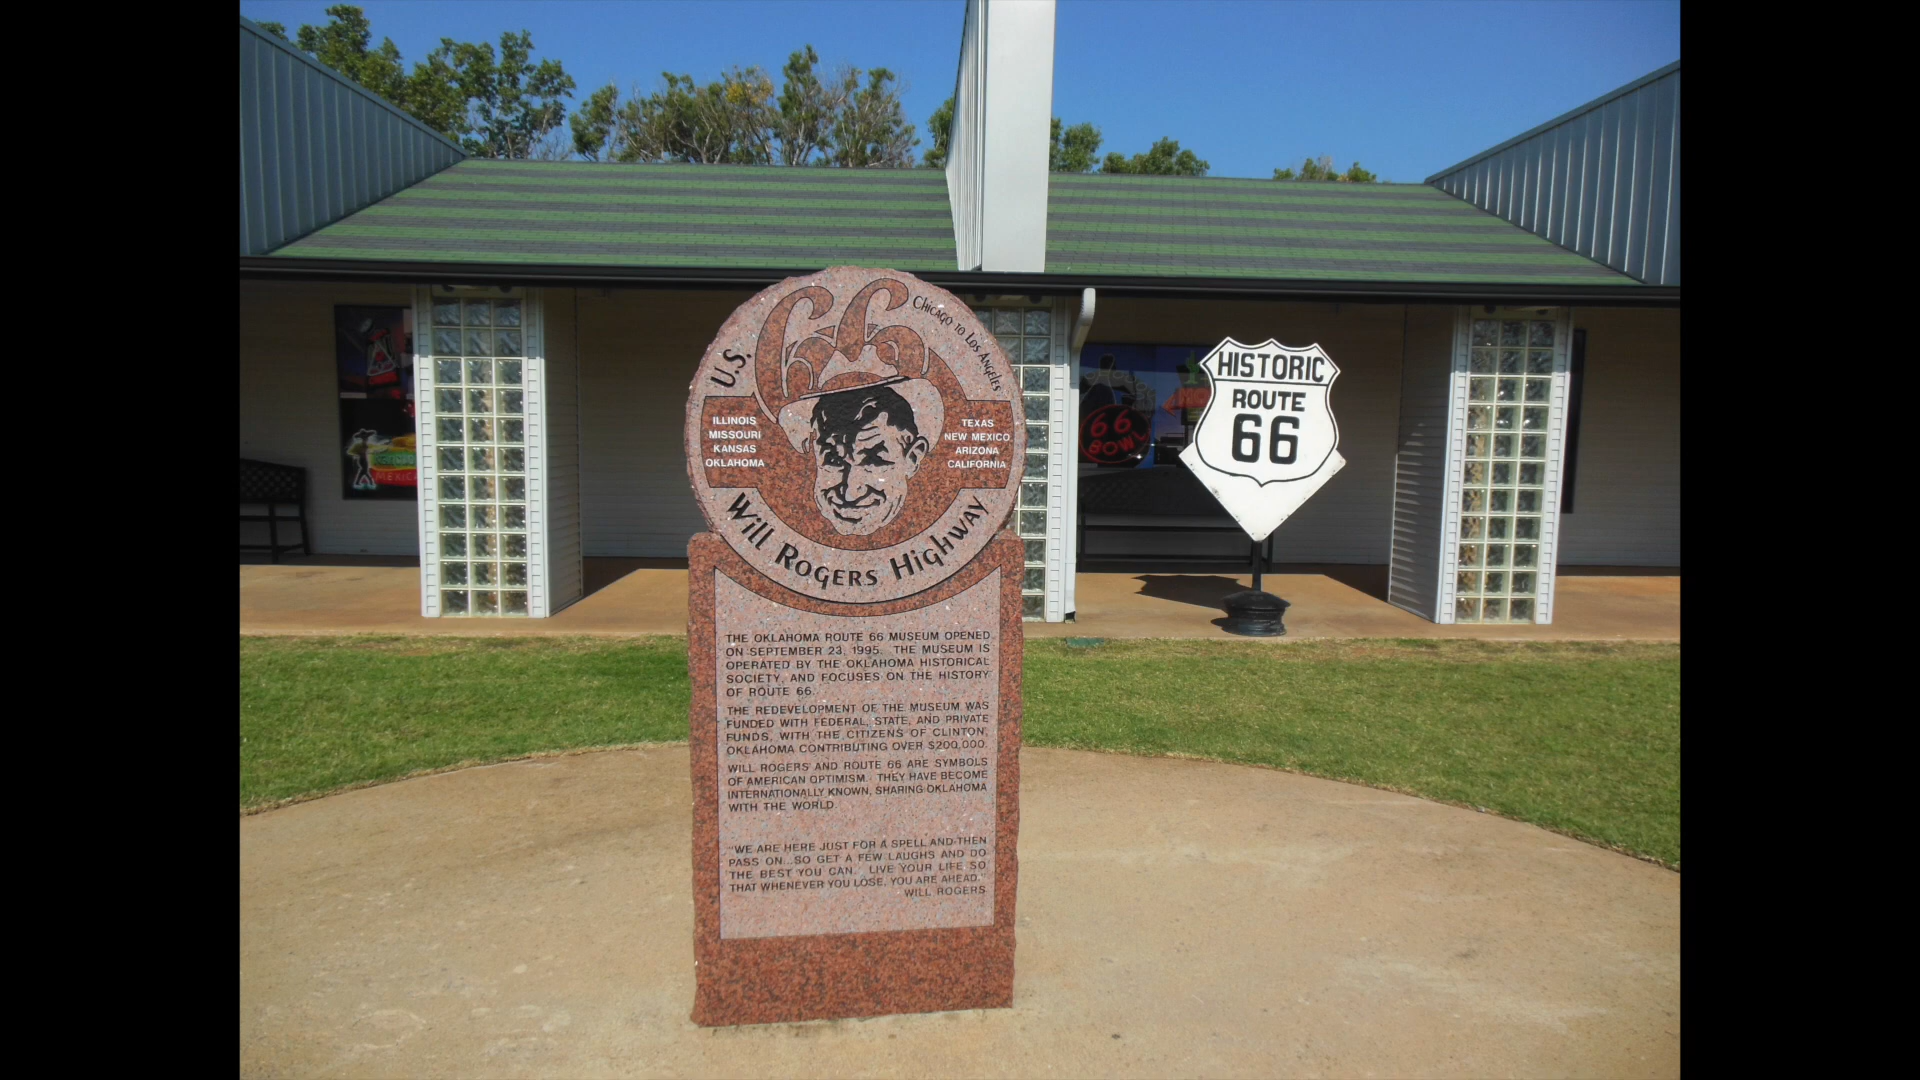 66
U.S.
Chicago to Los Angeles
ILLINOIS
MISSOURI
KANSAS
OKLAHOMA
TEXAS
NEW MEXICO
ARIZONA
CALIFORNIA
Will Rogers Highway
THE OKLAHOMA ROUTE 66 MUSEUM OPENED
ON SEPTEMBER 23, 1995. THE MUSEUM IS
OPERATED BY THE OKLAHOMA HISTORICAL
SOCIETY, AND FOCUSES ON THE HISTORY
OF ROUTE 66.
THE REDEVELOPMENT OF THE MUSEUM WAS
FUNDED WITH FEDERAL, STATE, AND PRIVATE
FUNDS, WITH THE CITIZENS OF CLINTON,
OKLAHOMA CONTRIBUTING OVER $200,000.
WILL ROGERS AND ROUTE 66 ARE SYMBOLS
OF AMERICAN OPTIMISM. THEY HAVE BECOME
INTERNATIONALLY KNOWN, SHARING OKLAHOMA
WITH THE WORLD.
"WE ARE HERE JUST FOR A SPELL AND THEN
PASS ON...SO GET A FEW LAUGHS AND DO
THE BEST YOU CAN. LIVE YOUR LIFE SO
THAT WHENEVER YOU LOSE, YOU ARE AHEAD."
WILL ROGERS
HISTORIC
ROUTE
66
66
BOWL